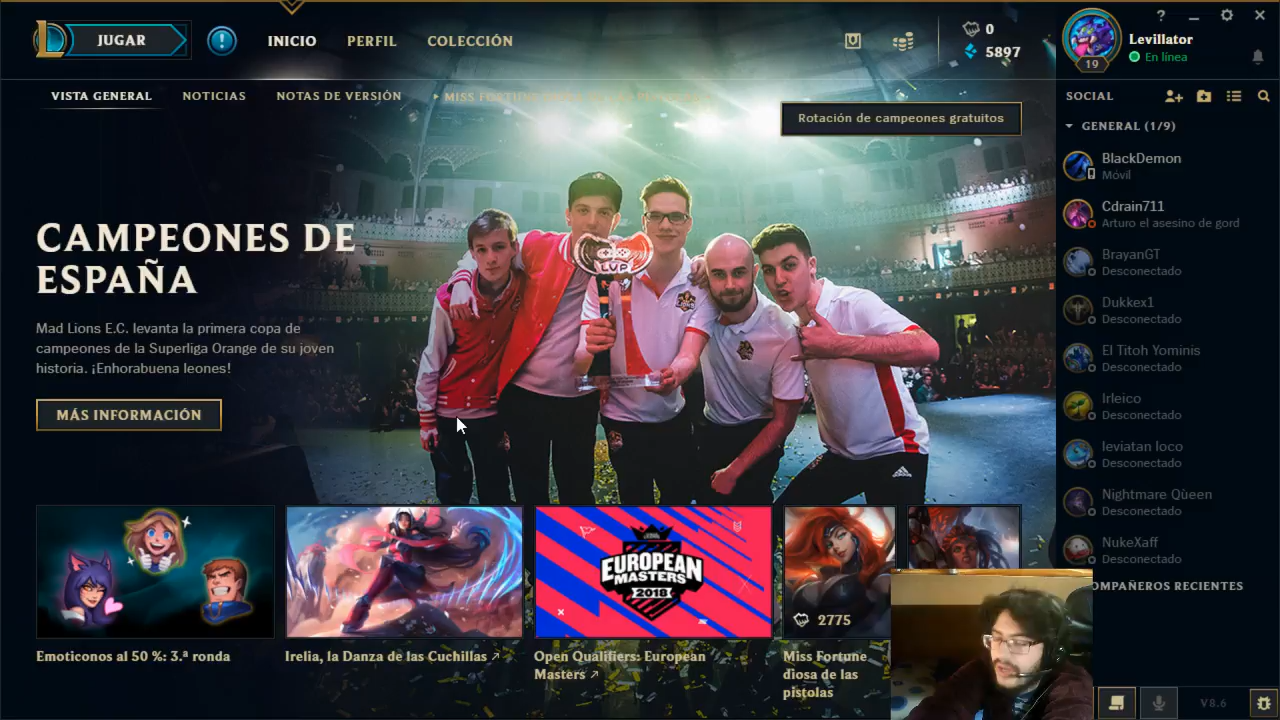 JUGAR
INICIO
PERFIL
COLECCIÓN
0
5897
Levillator
En línea
19
VISTA GENERAL
NOTICIAS
NOTAS DE VERSIÓN
MISS FORTUNE
Rotación de campeones gratuitos
SOCIAL
GENERAL (1/9)
BlackDemon
Móvil
Cdrain711
Arturo el asesino de gord
BrayanGT
Desconectado
Dukkex1
Desconectado
El Titoh Yominis
Desconectado
Irleico
Desconectado
leviatan loco
Desconectado
Nightmare Qùeen
Desconectado
NukeXaff
Desconectado
OMPAÑEROS RECIENTES
CAMPEONES DE
ESPAÑA
Mad Lions E.C. levanta la primera copa de
campeones de la Superliga Orange de su joven
historia. ¡Enhorabuena leones!
MÁS INFORMACIÓN
LVP
EUROPEAN
MASTERS
2018
2775
Emoticonos al 50 %: 3.ª ronda
Irelia, la Danza de las Cuchillas
Open Qualifiers: European
Masters
Miss Fortune
diosa de las
pistolas
V8.6